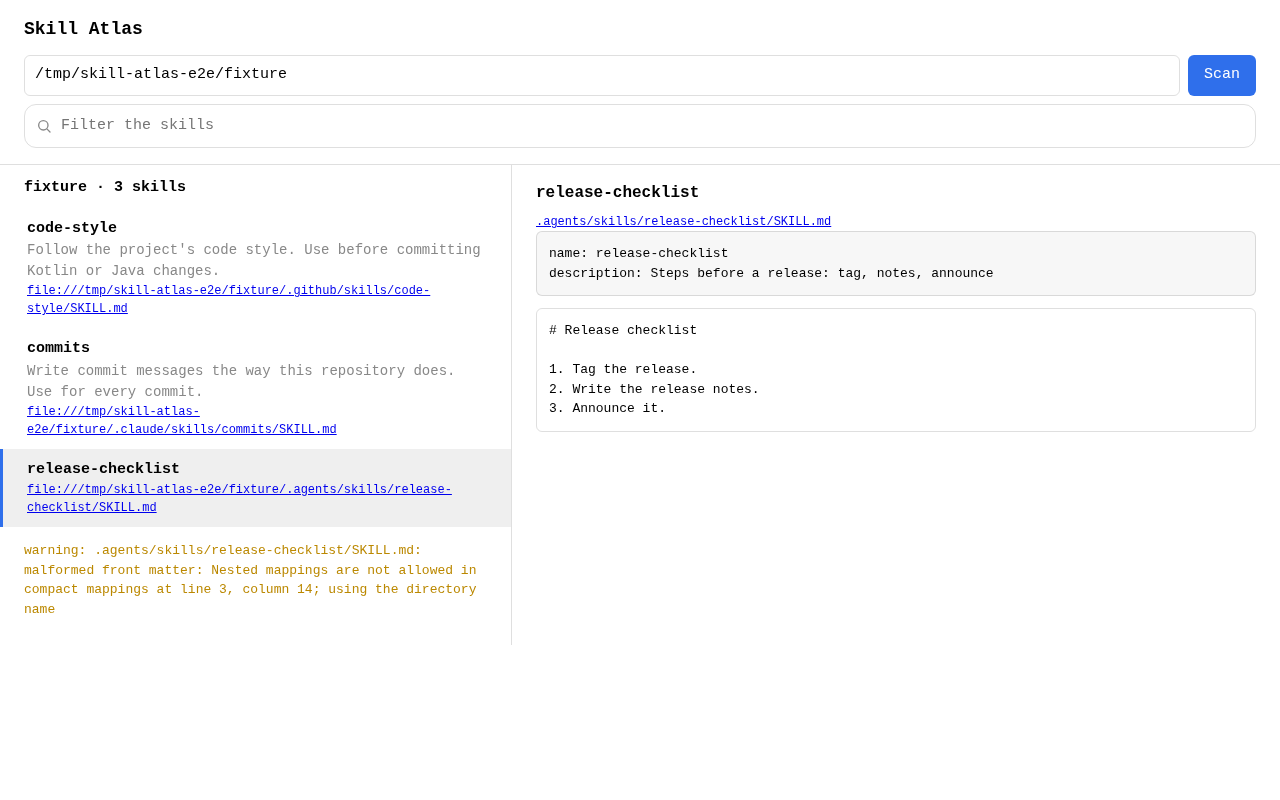 Skill Atlas
/tmp/skill-atlas-e2e/fixture
Scan
Filter the skills
fixture · 3 skills
code-style
Follow the project's code style. Use before committing
Kotlin or Java changes.
file:///tmp/skill-atlas-e2e/fixture/.github/skills/code-
style/SKILL.md
commits
Write commit messages the way this repository does.
Use for every commit.
file:///tmp/skill-atlas-
e2e/fixture/.claude/skills/commits/SKILL.md
release-checklist
file:///tmp/skill-atlas-e2e/fixture/.agents/skills/release-
checklist/SKILL.md
warning: .agents/skills/release-checklist/SKILL.md:
malformed front matter: Nested mappings are not allowed in
compact mappings at line 3, column 14; using the directory
name
release-checklist
.agents/skills/release-checklist/SKILL.md
name: release-checklist
description: Steps before a release: tag, notes, announce
# Release checklist
1. Tag the release.
2. Write the release notes.
3. Announce it.